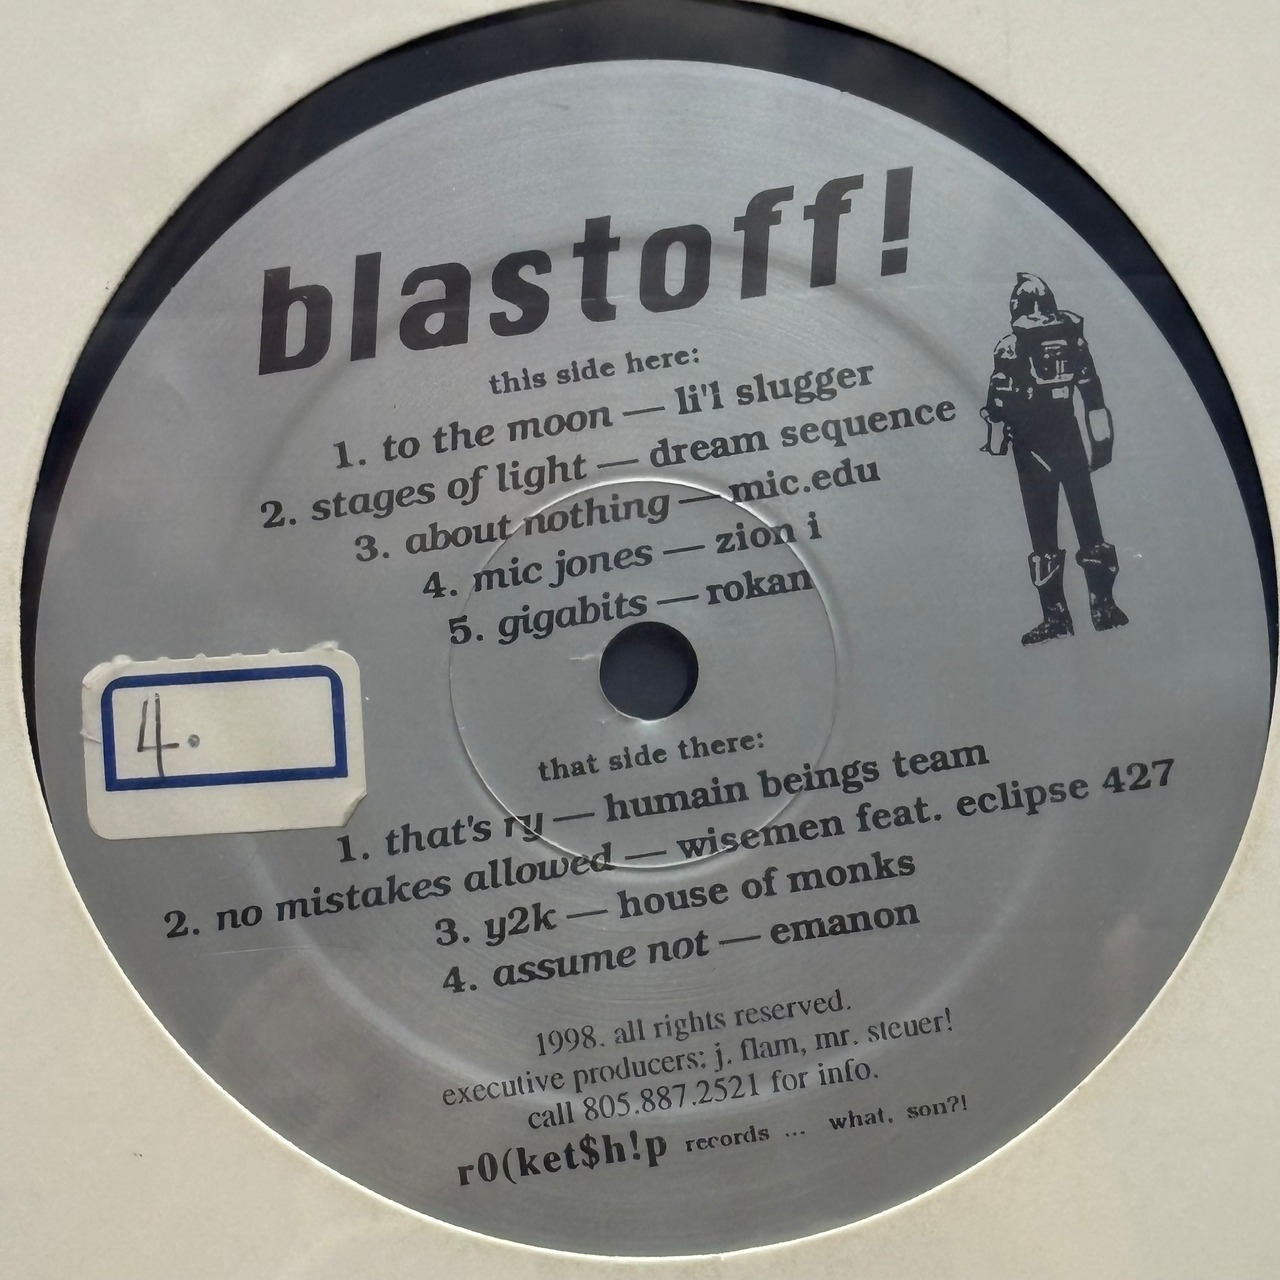 blastoff!
this side here:
1. to the moon — li'l slugger
2. stages of light — dream sequence
3. about nothing — mic.edu
4. mic jones — zion i
5. gigabits — rokan
4.
that side there:
1. that's ry — humain beings team
2. no mistakes allowed — wisemen feat. eclipse 427
3. y2k — house of monks
4. assume not — emanon
1998. all rights reserved.
executive producers: j. flam, mr. steuer!
call 805.887.2521 for info.
r0(ket$h!p records ... what, son?!